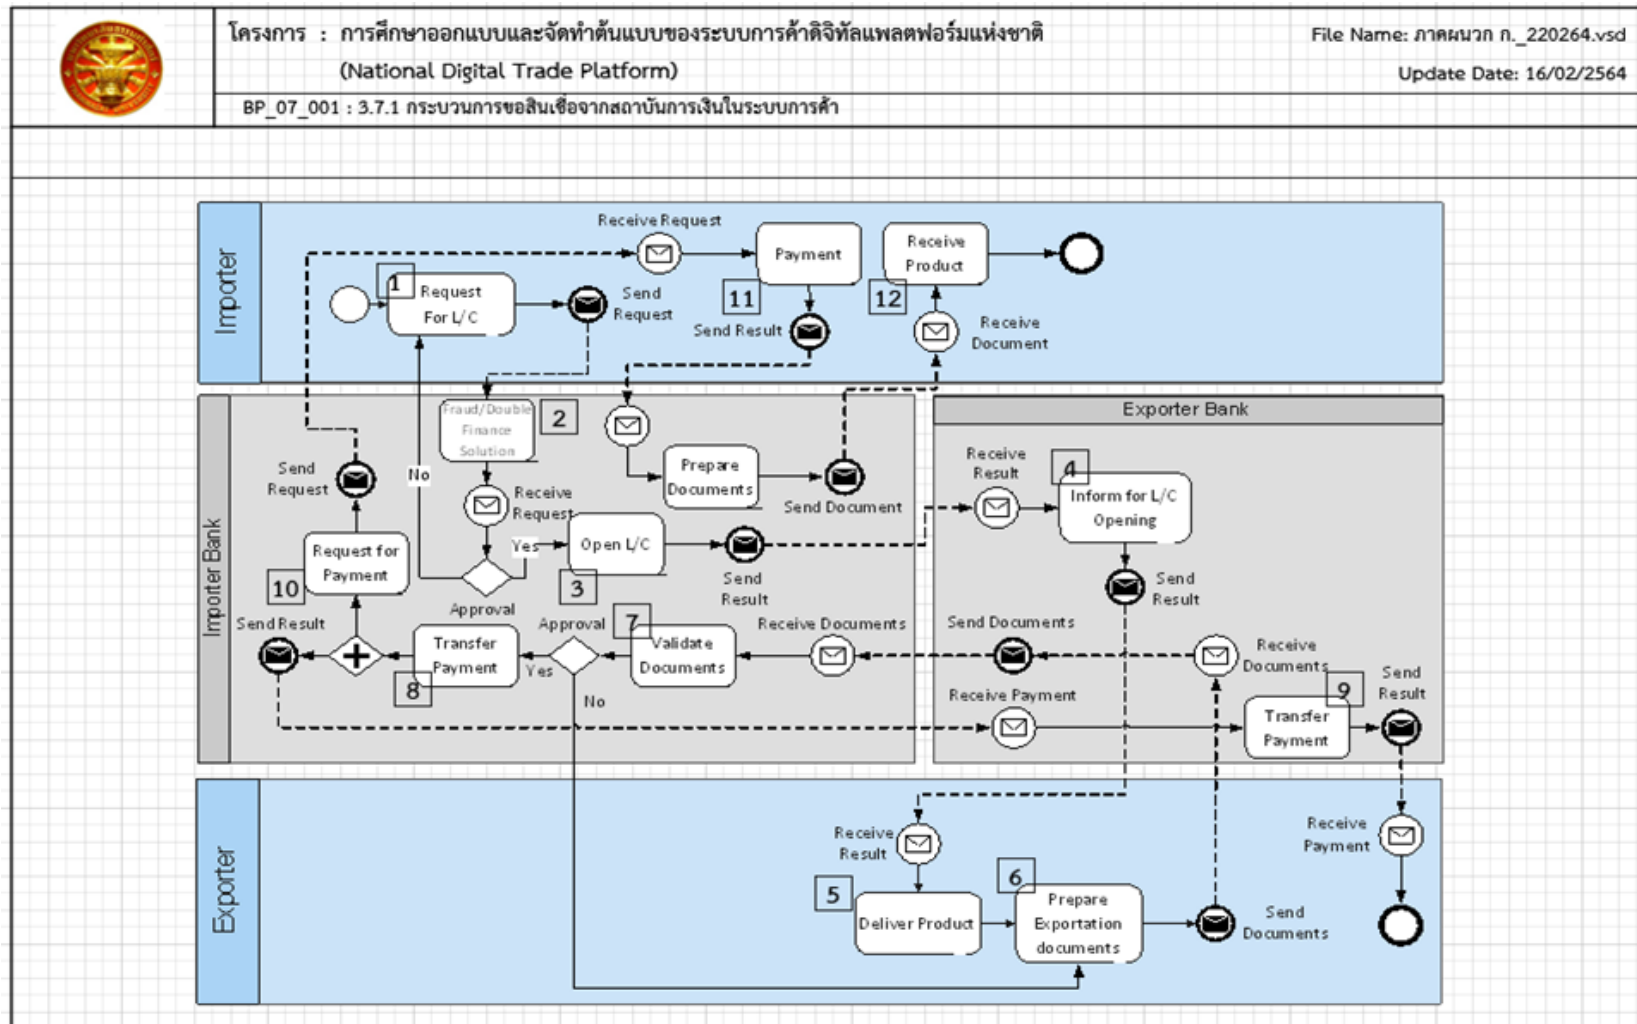 โครงการ : การศึกษาออกแบบและจัดทำต้นแบบของระบบการค้าดิจิทัลแพลตฟอร์มแห่งชาติ
(National Digital Trade Platform)
File Name: ภาคผนวก ก._220264.vsd
Update Date: 16/02/2564
BP_07_001 : 3.7.1 กระบวนการขอสินเชื่อจากสถาบันการเงินในระบบการค้า
Importer
Receive Request
Payment
Receive
Product
1
Request
For L/C
Send
Request
11
Send Result
12
Receive
Document
Importer Bank
Fraud/Double
Finance
Solution
2
No
Send
Request
Receive
Request
Prepare
Documents
Send Document
Yes
Open L/C
3
Send
Result
Request for
Payment
10
Approval
Send Result
Transfer
Payment
8
Approval
Yes
No
7
Validate
Documents
Receive Documents
Exporter Bank
Receive
Result
4
Inform for L/C
Opening
Send
Result
Send Documents
Receive
Documents
Receive Payment
9
Transfer
Payment
Send
Result
Exporter
Receive
Result
5
Deliver Product
6
Prepare
Exportation
documents
Send
Documents
Receive
Payment